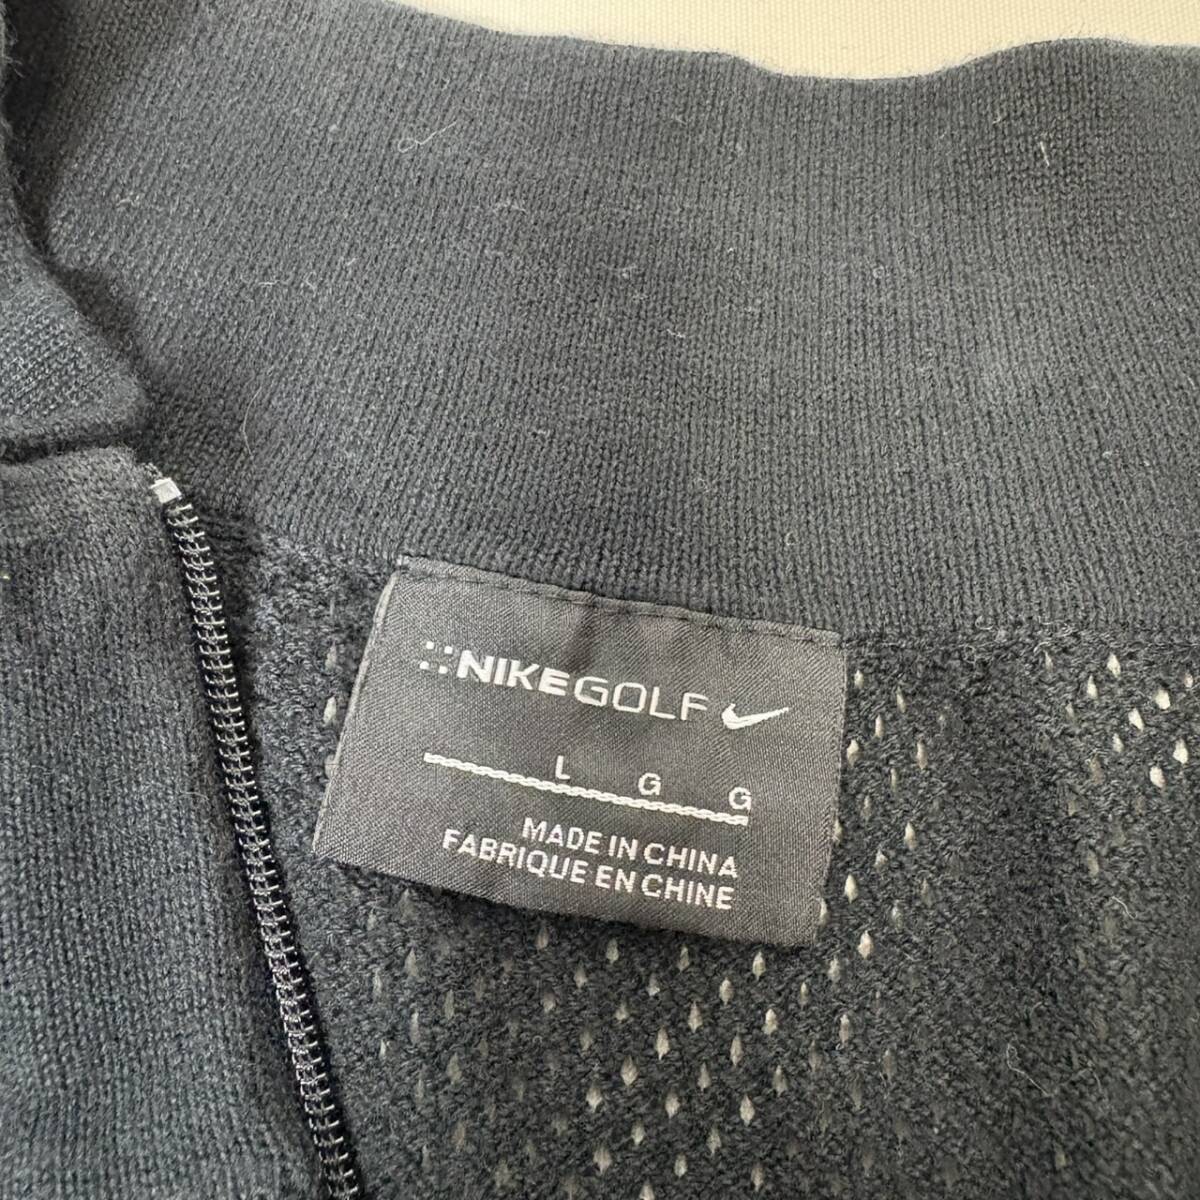 NIKEGOLF
L G G
MADE IN CHINA
FABRIQUE EN CHINE